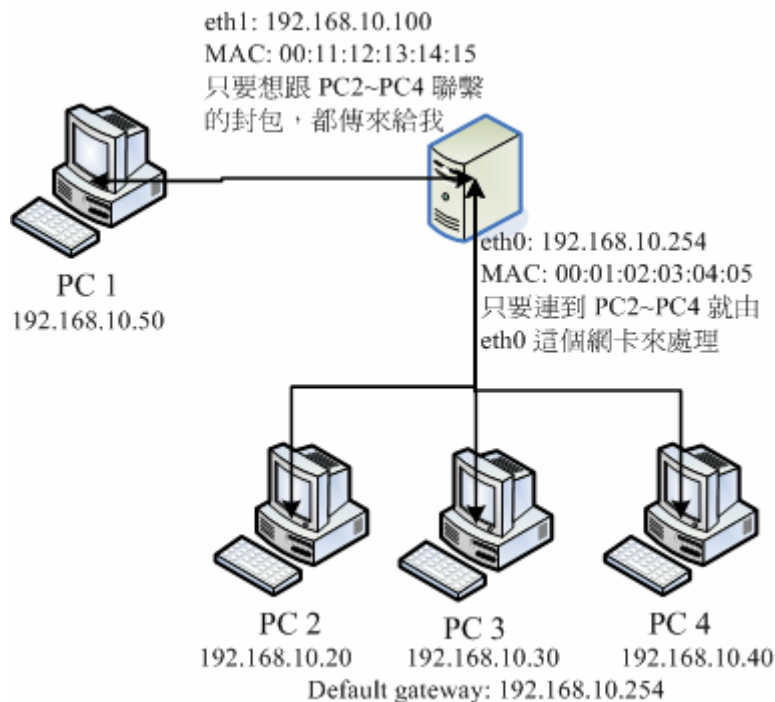 eth1: 192.168.10.100
MAC: 00:11:12:13:14:15
只要想跟 PC2~PC4 聯繫
的封包，都傳來給我
PC 1
192.168.10.50
eth0: 192.168.10.254
MAC: 00:01:02:03:04:05
只要連到 PC2~PC4 就由
eth0 這個網卡來處理
PC 2
192.168.10.20
PC 3
192.168.10.30
PC 4
192.168.10.40
Default gateway: 192.168.10.254